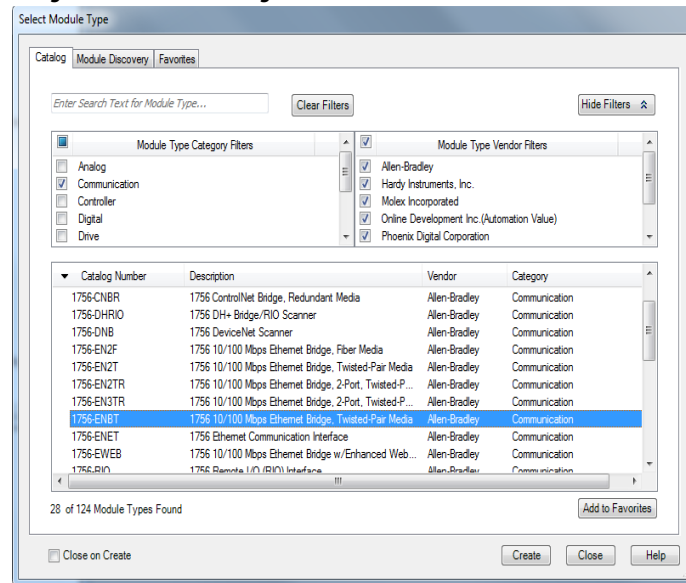 Select Module Type
Catalog Module Discovery Favorites
Enter Search Text for Module Type... Clear Filters Hide Filters
Module Type Category Filters Module Type Vendor Filters
Analog Allen-Bradley
Communication Hardy Instruments, Inc.
Controller Molex Incorporated
Digital Online Development Inc.(Automation Value)
Drive Phoenix Digital Corporation
Catalog Number Description Vendor Category
1756-CNBR 1756 ControlNet Bridge, Redundant Media Allen-Bradley Communication
1756-DHRIO 1756 DH+ Bridge/RIO Scanner Allen-Bradley Communication
1756-DNB 1756 DeviceNet Scanner Allen-Bradley Communication
1756-EN2F 1756 10/100 Mbps Ethernet Bridge, Fiber Media Allen-Bradley Communication
1756-EN2T 1756 10/100 Mbps Ethernet Bridge, Twisted-Pair Media Allen-Bradley Communication
1756-EN2TR 1756 10/100 Mbps Ethernet Bridge, 2-Port, Twisted-P... Allen-Bradley Communication
1756-EN3TR 1756 10/100 Mbps Ethernet Bridge, 2-Port, Twisted-P... Allen-Bradley Communication
1756-ENBT 1756 10/100 Mbps Ethernet Bridge, Twisted-Pair Media Allen-Bradley Communication
1756-ENET 1756 Ethernet Communication Interface Allen-Bradley Communication
1756-EWEB 1756 10/100 Mbps Ethernet Bridge w/Enhanced Web... Allen-Bradley Communication
1756-RIO 1756 Remote I/O (RIO) Interface Allen-Bradley Communication
28 of 124 Module Types Found Add to Favorites
Close on Create Create Close Help